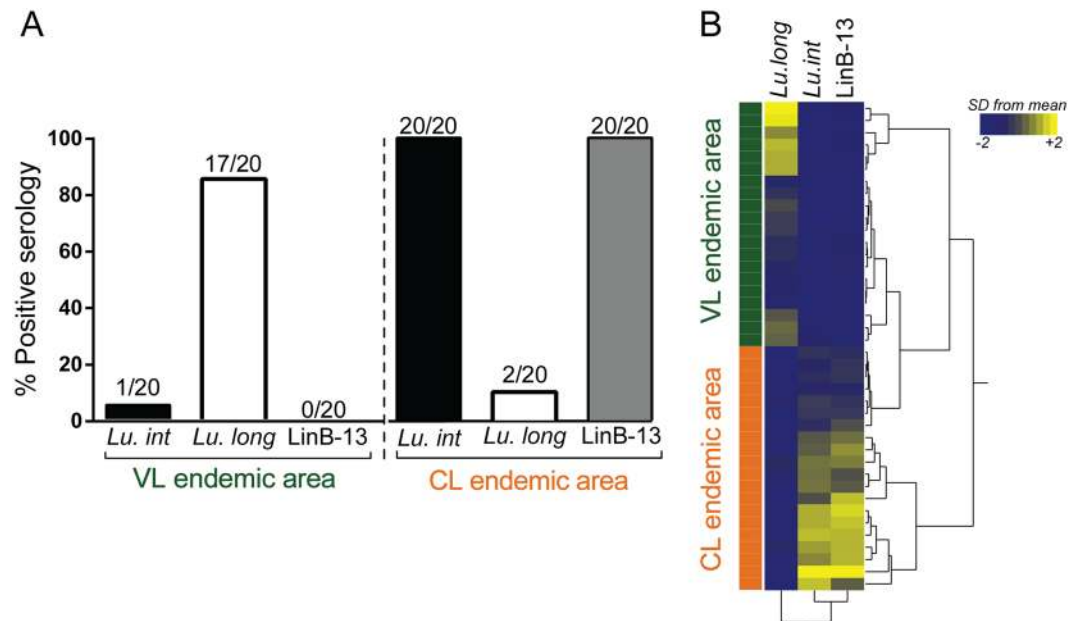 A
% Positive serology
100
80
60
40
20
0
1/20
17/20
0/20
20/20
2/20
20/20
Lu. int
Lu. long
LinB-13
Lu. int
Lu. long
LinB-13
VL endemic area
CL endemic area
B
Lu.long
Lu.int
LinB-13
SD from mean
-2
+2
VL endemic area
CL endemic area